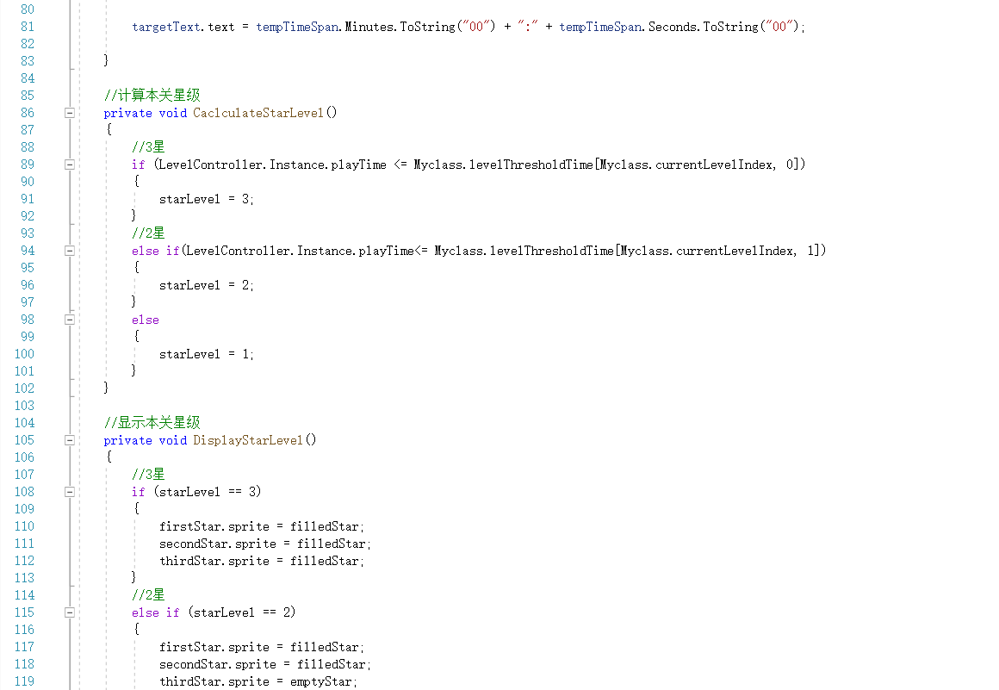 80
81 targetText.text = tempTimeSpan.Minutes.ToString("00") + ":" + tempTimeSpan.Seconds.ToString("00");
82
83 }
84
85 //计算本关星级
86 private void CaclculateStarLevel()
87 {
88 //3星
89 if (LevelController.Instance.playTime <= Myclass.levelThresholdTime[Myclass.currentLevelIndex, 0])
90 {
91 starLevel = 3;
92 }
93 //2星
94 else if(LevelController.Instance.playTime<= Myclass.levelThresholdTime[Myclass.currentLevelIndex, 1])
95 {
96 starLevel = 2;
97 }
98 else
99 {
100 starLevel = 1;
101 }
102 }
103
104 //显示本关星级
105 private void DisplayStarLevel()
106 {
107 //3星
108 if (starLevel == 3)
109 {
110 firstStar.sprite = filledStar;
111 secondStar.sprite = filledStar;
112 thirdStar.sprite = filledStar;
113 }
114 //2星
115 else if (starLevel == 2)
116 {
117 firstStar.sprite = filledStar;
118 secondStar.sprite = filledStar;
119 thirdStar.sprite = emptyStar;